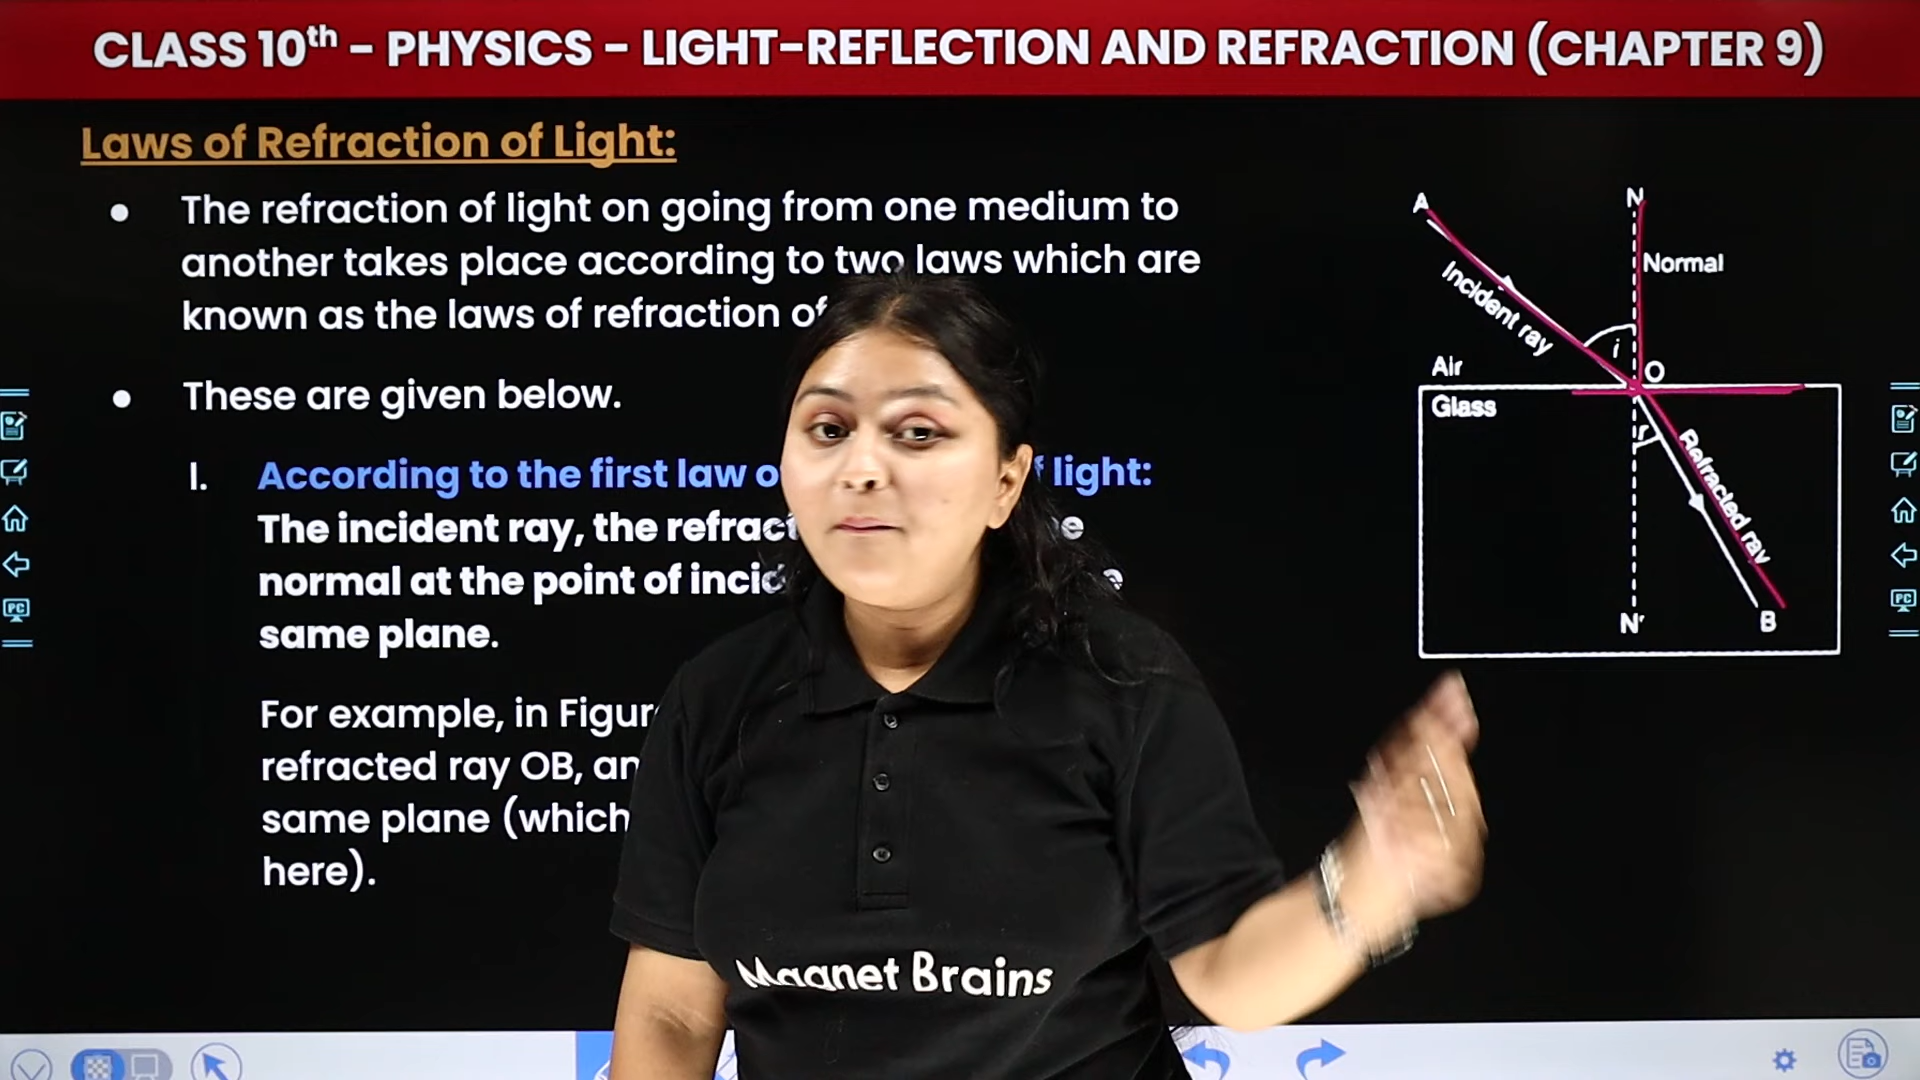 CLASS 10th - PHYSICS - LIGHT-REFLECTION AND REFRACTION (CHAPTER 9)
Laws of Refraction of Light:
• The refraction of light on going from one medium to
another takes place according to two laws which are
known as the laws of refraction of
• These are given below.
I. According to the first law light:
The incident ray, the
normal at the point of
same plane.
For example, in
refracted ray OB,
same plane (which
here).
A
N
Normal
Incident ray
i
Air
O
Glass
r
Refracted ray
N'
B
Magnet Brains
PC
PC